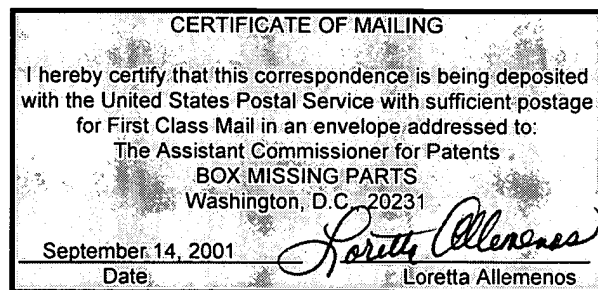 CERTIFICATE OF MAILING
I hereby certify that this correspondence is being deposited
with the United States Postal Service with sufficient postage
for First Class Mail in an envelope addressed to:
The Assistant Commissioner for Patents
BOX MISSING PARTS
Washington, D.C. 20231
Loretta Allemenos
September 14, 2001
Date Loretta Allemenos